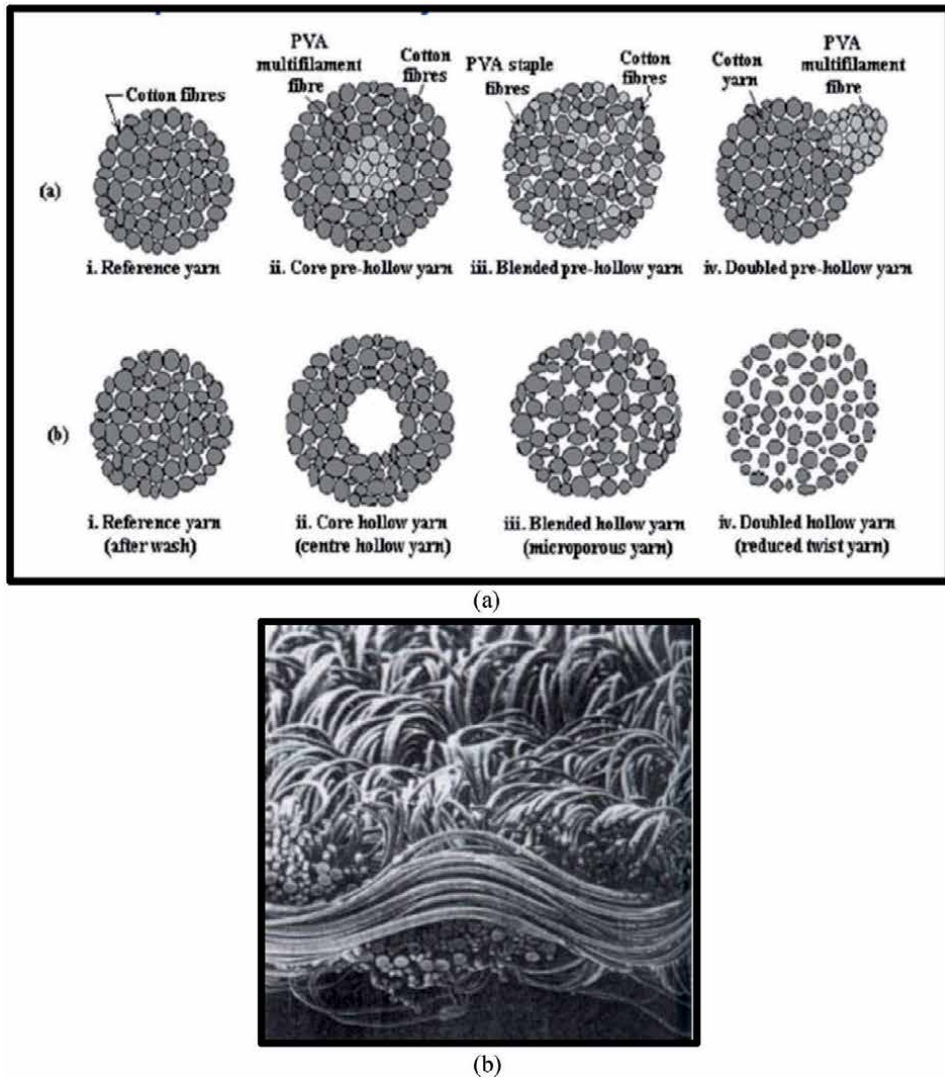 PVA
multifilament
fibre
Cotton
fibres
PVA staple
fibres
Cotton
fibres
Cotton
yarn
PVA
multifilament
fibre
Cotton fibres
(a)
i. Reference yarn
ii. Core pre-hollow yarn
iii. Blended pre-hollow yarn
iv. Doubled pre-hollow yarn
(b)
i. Reference yarn
(after wash)
ii. Core hollow yarn
(centre hollow yarn)
iii. Blended hollow yarn
(microporous yarn)
iv. Doubled hollow yarn
(reduced twist yarn)
(a)
(b)